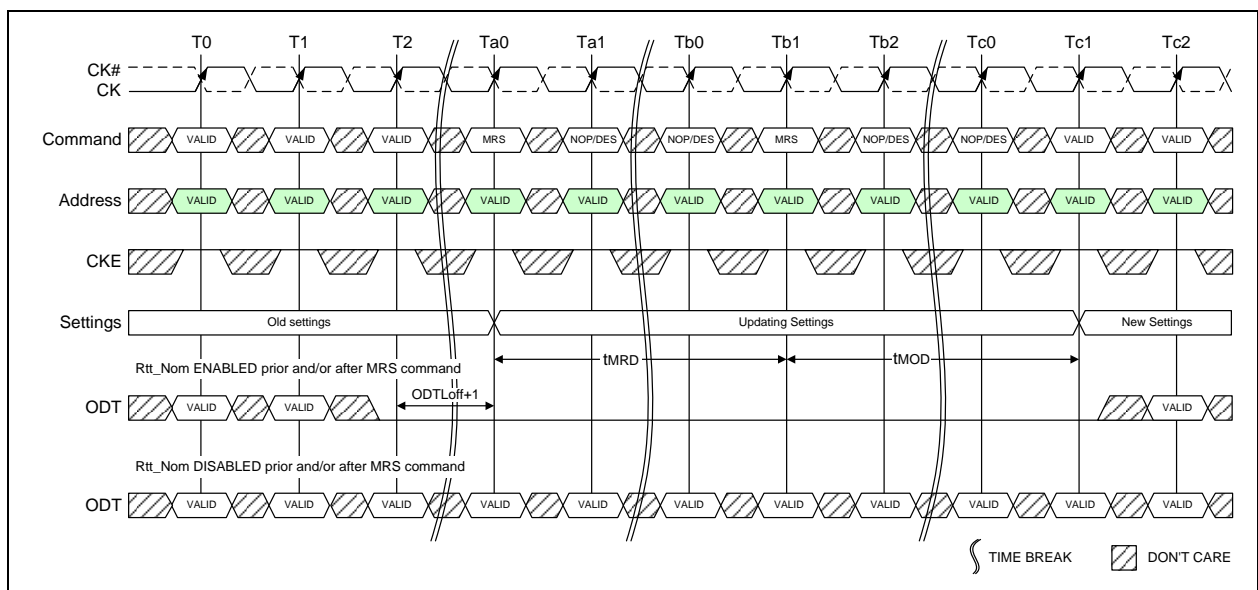 T0 T1 T2 Ta0 Ta1 Tb0 Tb1 Tb2 Tc0 Tc1 Tc2
CK#
CK
Command VALID VALID VALID MRS NOP/DES NOP/DES MRS NOP/DES NOP/DES VALID VALID
Address VALID VALID VALID VALID VALID VALID VALID VALID VALID VALID VALID
CKE
Settings Old settings Updating Settings New Settings
tMRD tMOD
Rtt_Nom ENABLED prior and/or after MRS command
ODTLoff+1
ODT VALID VALID VALID
Rtt_Nom DISABLED prior and/or after MRS command
ODT VALID VALID VALID VALID VALID VALID VALID VALID VALID VALID VALID
TIME BREAK DON'T CARE